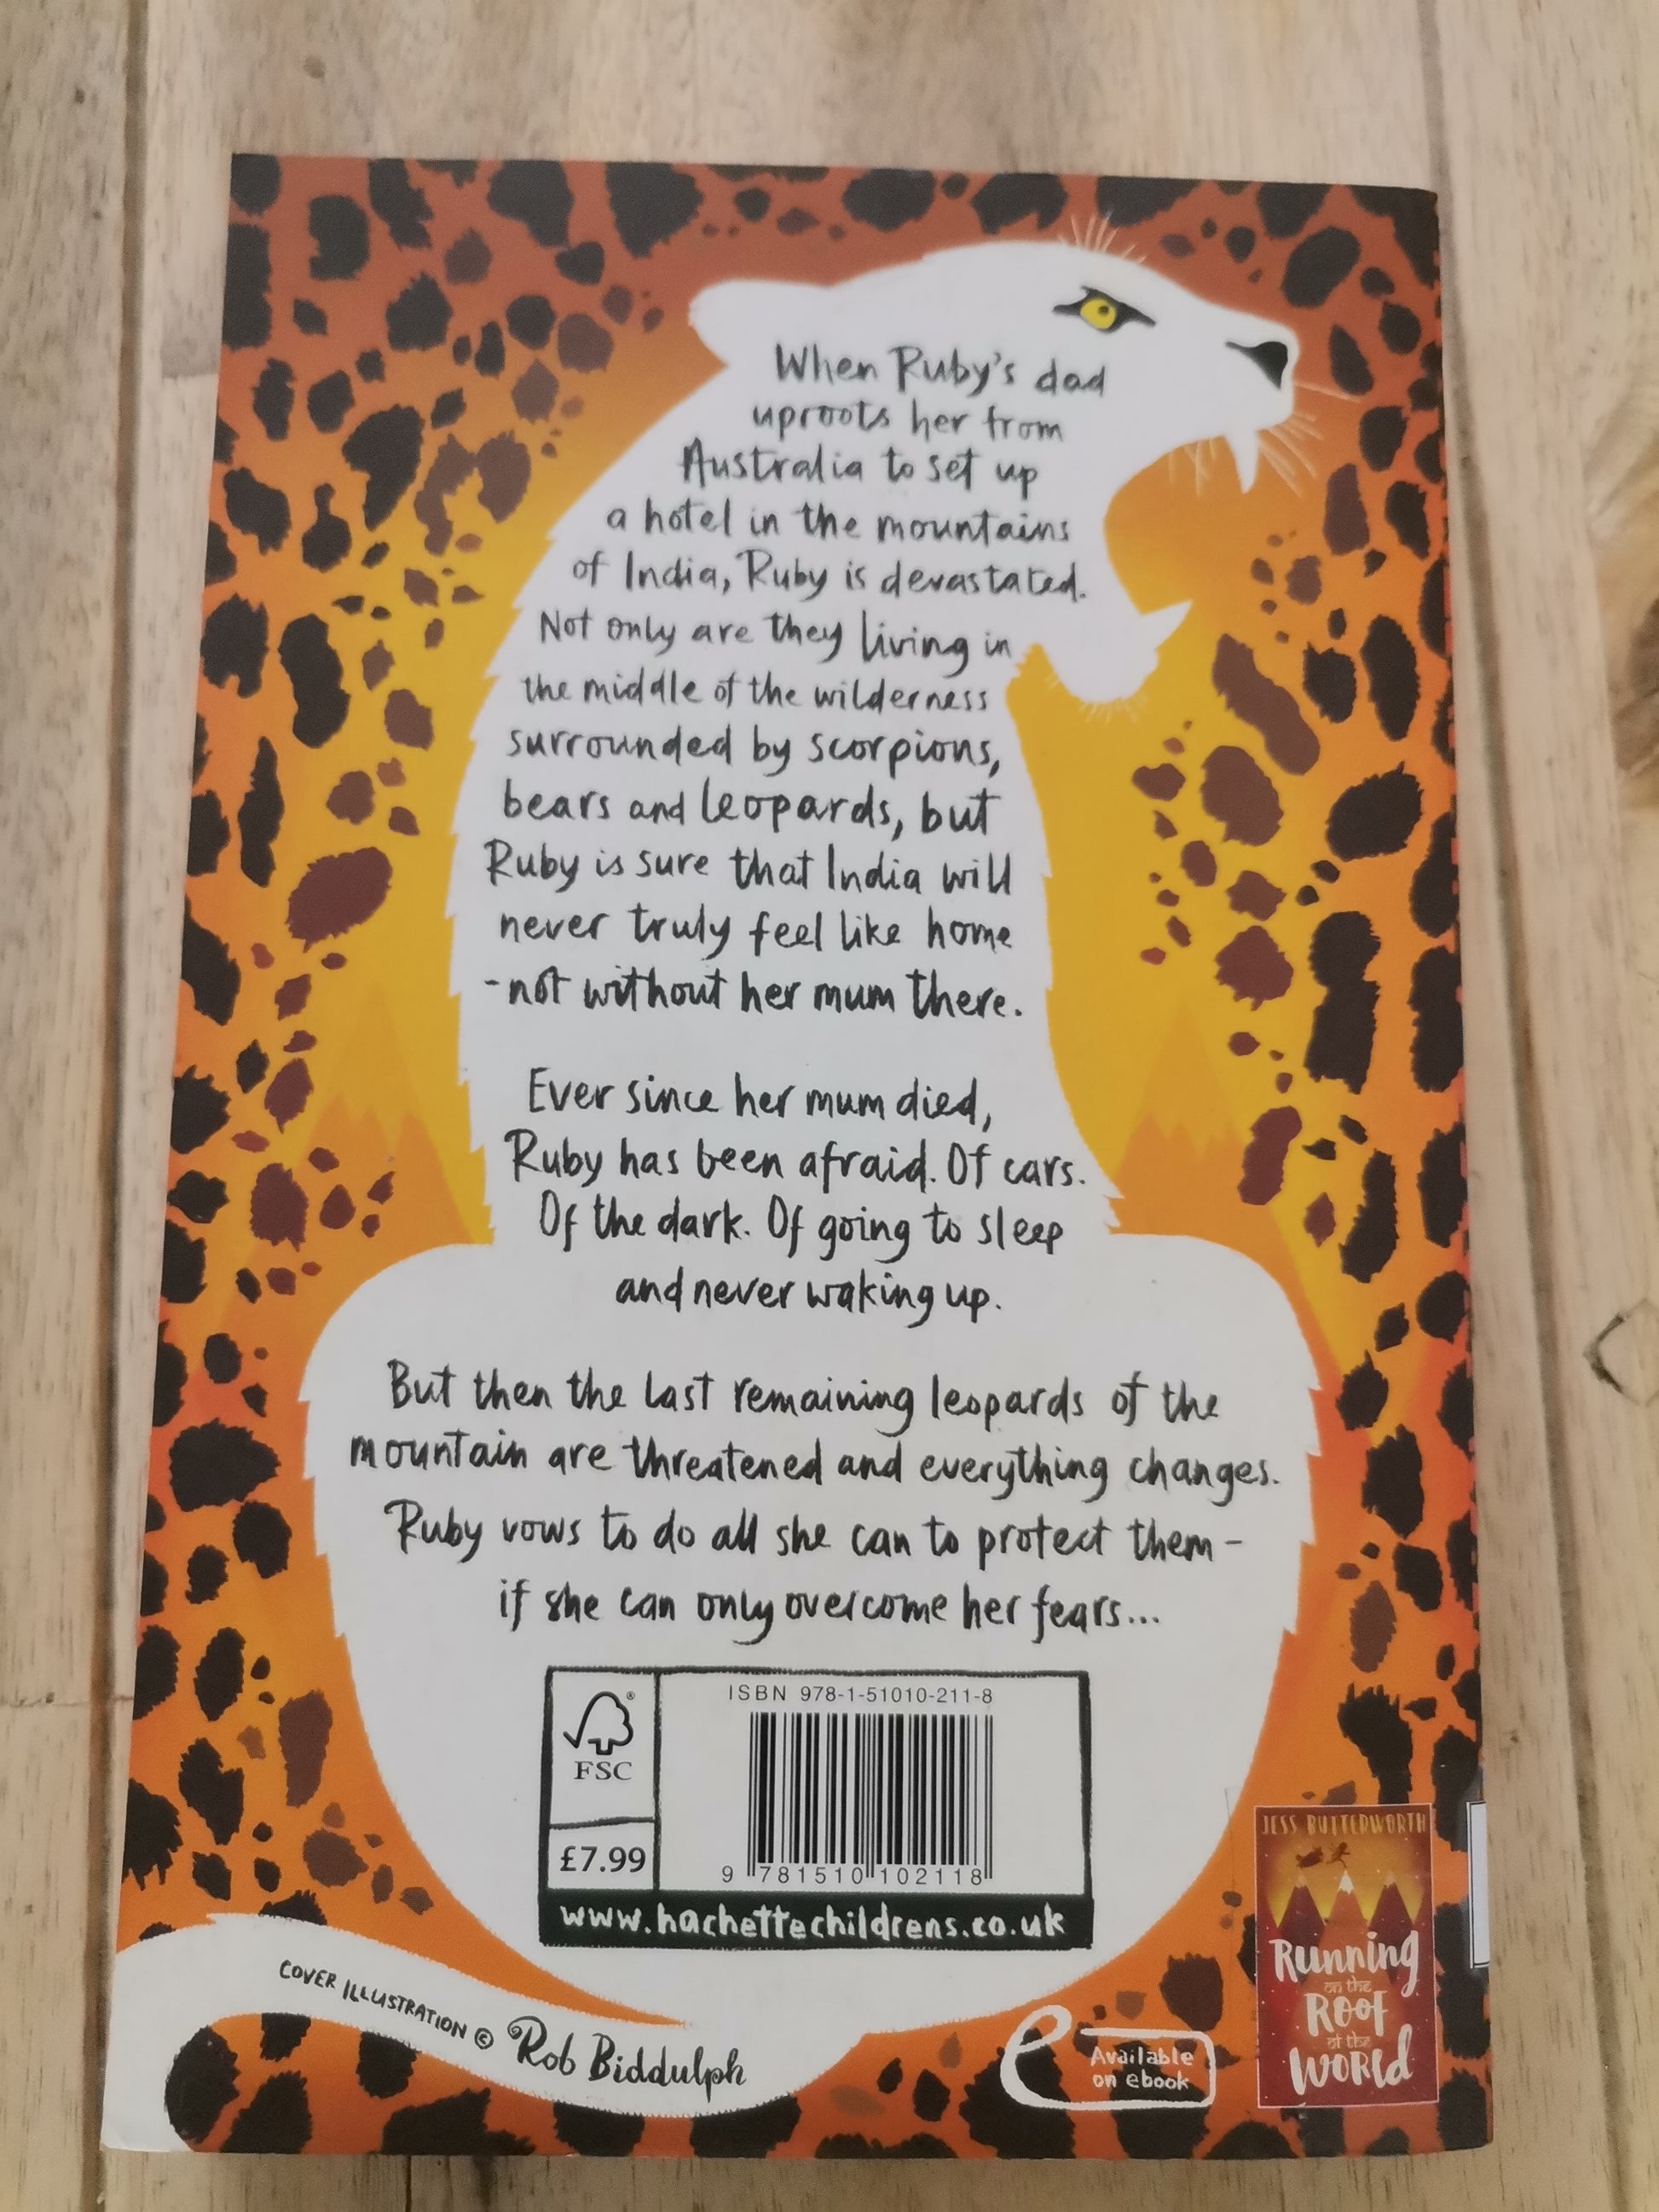 When Ruby's dad
uproots her from
Australia to set up
a hotel in the mountains
of India, Ruby is devastated.
Not only are they living in
the middle of the wilderness
surrounded by scorpions,
bears and leopards, but
Ruby is sure that India will
never truly feel like home
-not without her mum there.
Ever since her mum died,
Ruby has been afraid. Of cars.
Of the dark. Of going to sleep
and never waking up.
But then the last remaining leopards of the
mountain are threatened and everything changes.
Ruby vows to do all she can to protect them-
if she can only overcome her fears...
ISBN 978-1-51010-211-8
®
FSC
£7.99
9 781510 102118
www.hachettechildrens.co.uk
COVER ILLUSTRATION © Rob Biddulph
e Available
on ebook
JESS BUTTERWORTH
Running
on the
ROOF
of the
WORLD